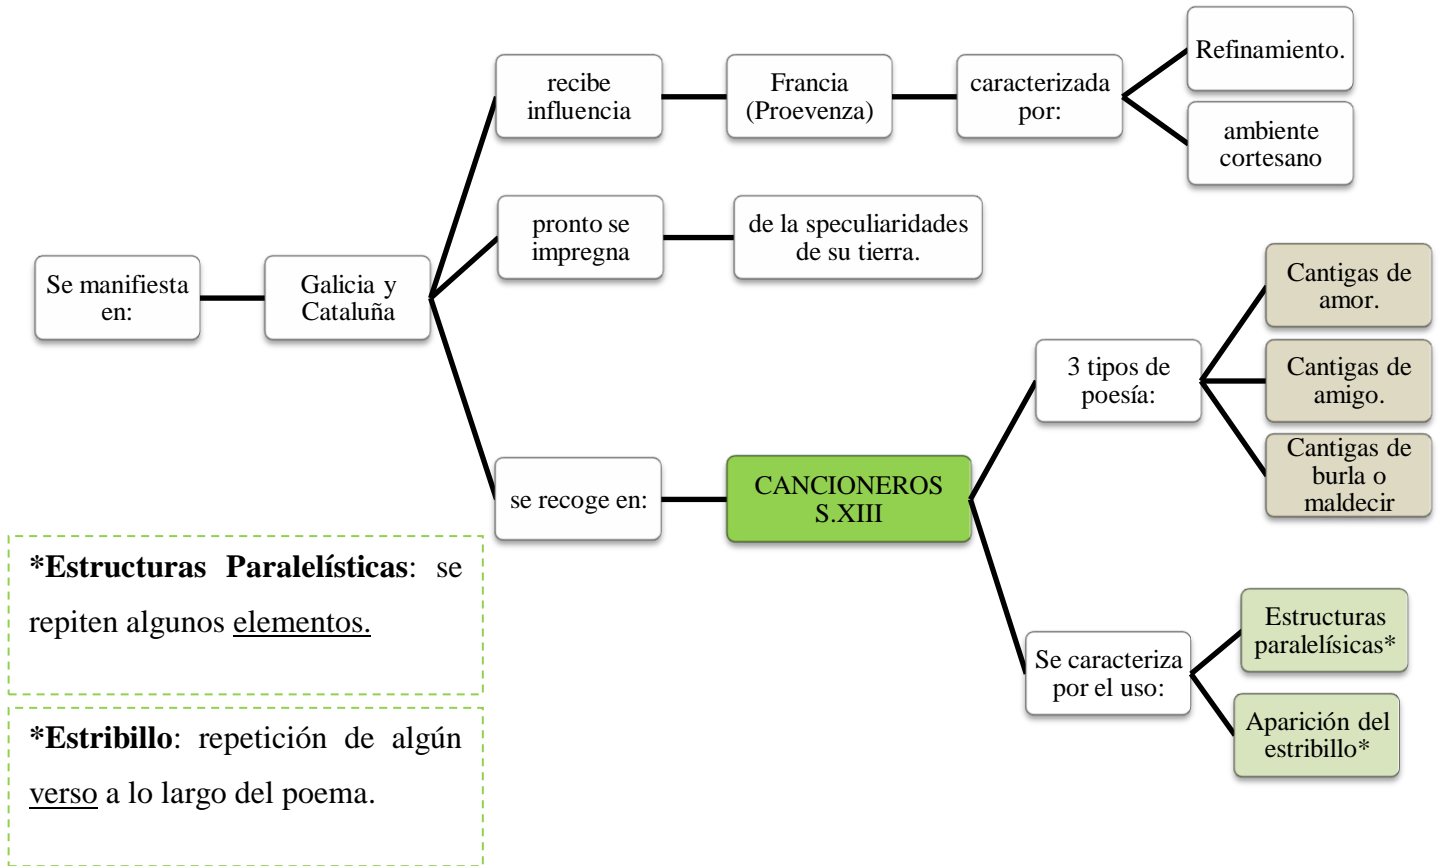 Se manifiesta
en:
Galicia y
Cataluña
recibe
influencia
Francia
(Proevenza)
caracterizada
por:
Refinamiento.
ambiente
cortesano
pronto se
impregna
de la speculiaridades
de su tierra.
se recoge en:
CANCIONEROS
S.XIII
3 tipos de
poesía:
Cantigas de
amor.
Cantigas de
amigo.
Cantigas de
burla o
maldecir
Se caracteriza
por el uso:
Estructuras
paralelísicas*
Aparición del
estribillo*
*Estructuras Paralelísticas: se
repiten algunos elementos.
*Estribillo: repetición de algún
verso a lo largo del poema.